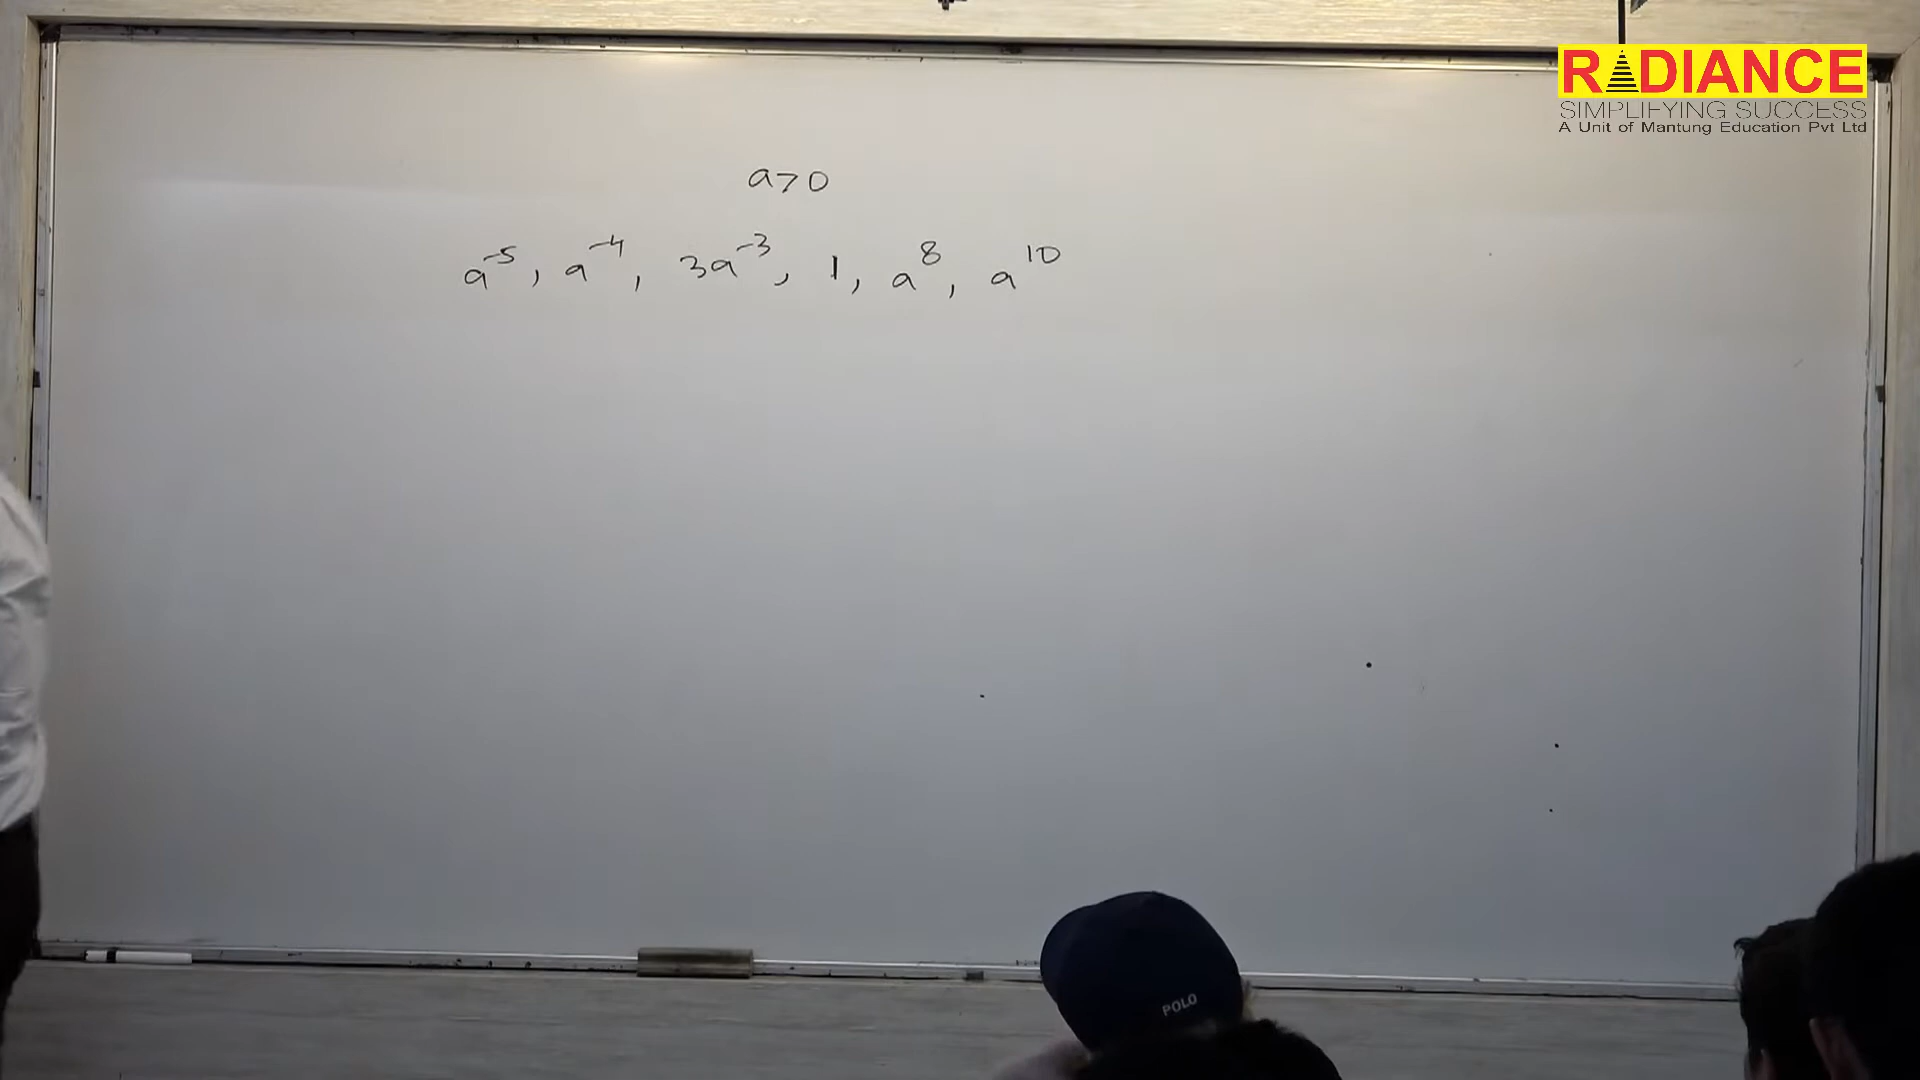 RADIANCE
SIMPLIFYING SUCCESS
A Unit of Mantung Education Pvt Ltd
a>0
a⁻⁵, a⁻⁴, 3a⁻³, 1, a⁸, a¹⁰
POLO